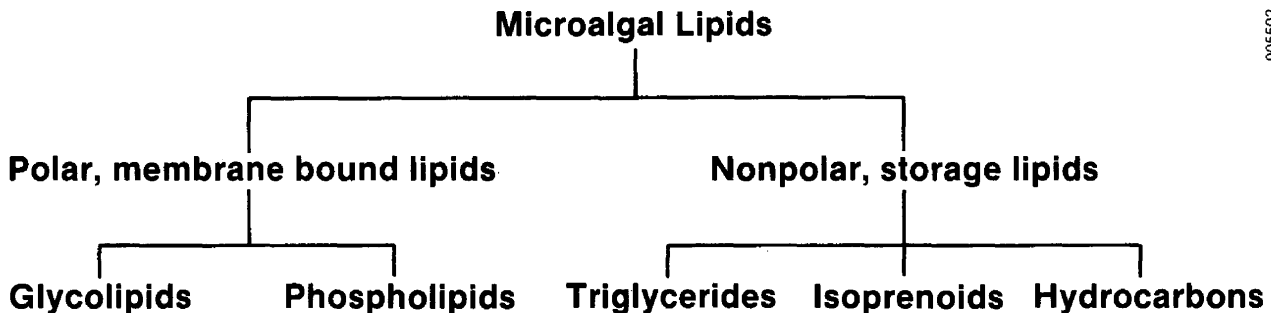 Microalgal Lipids
Polar, membrane bound lipids Nonpolar, storage lipids
Glycolipids Phospholipids Triglycerides Isoprenoids Hydrocarbons